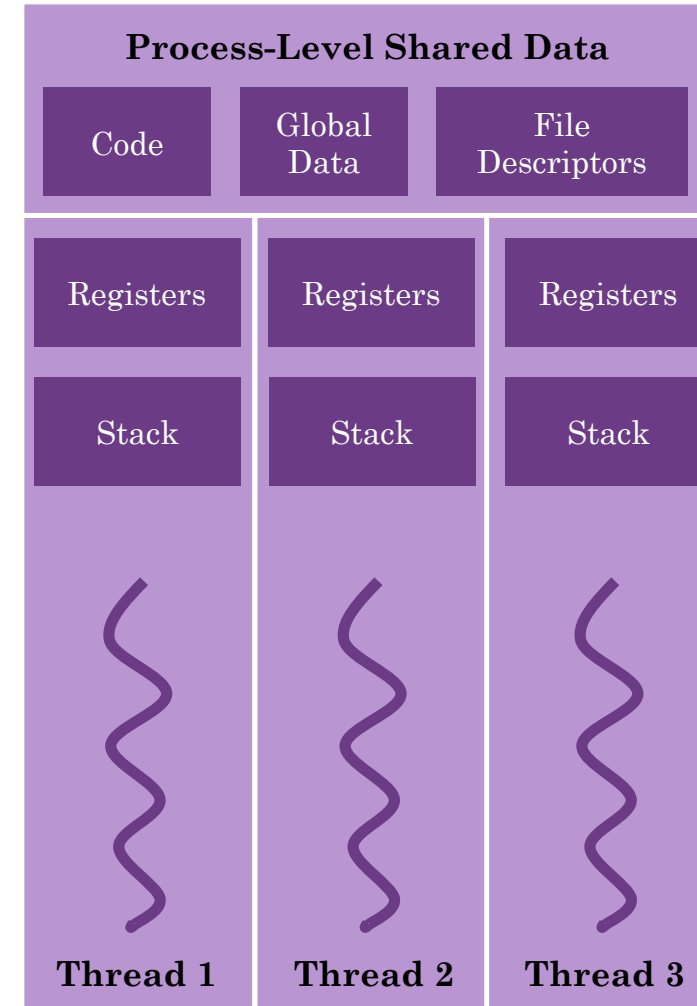 Process-Level Shared Data
Code
Global
Data
File
Descriptors
Registers
Registers
Registers
Stack
Stack
Stack
Thread 1
Thread 2
Thread 3